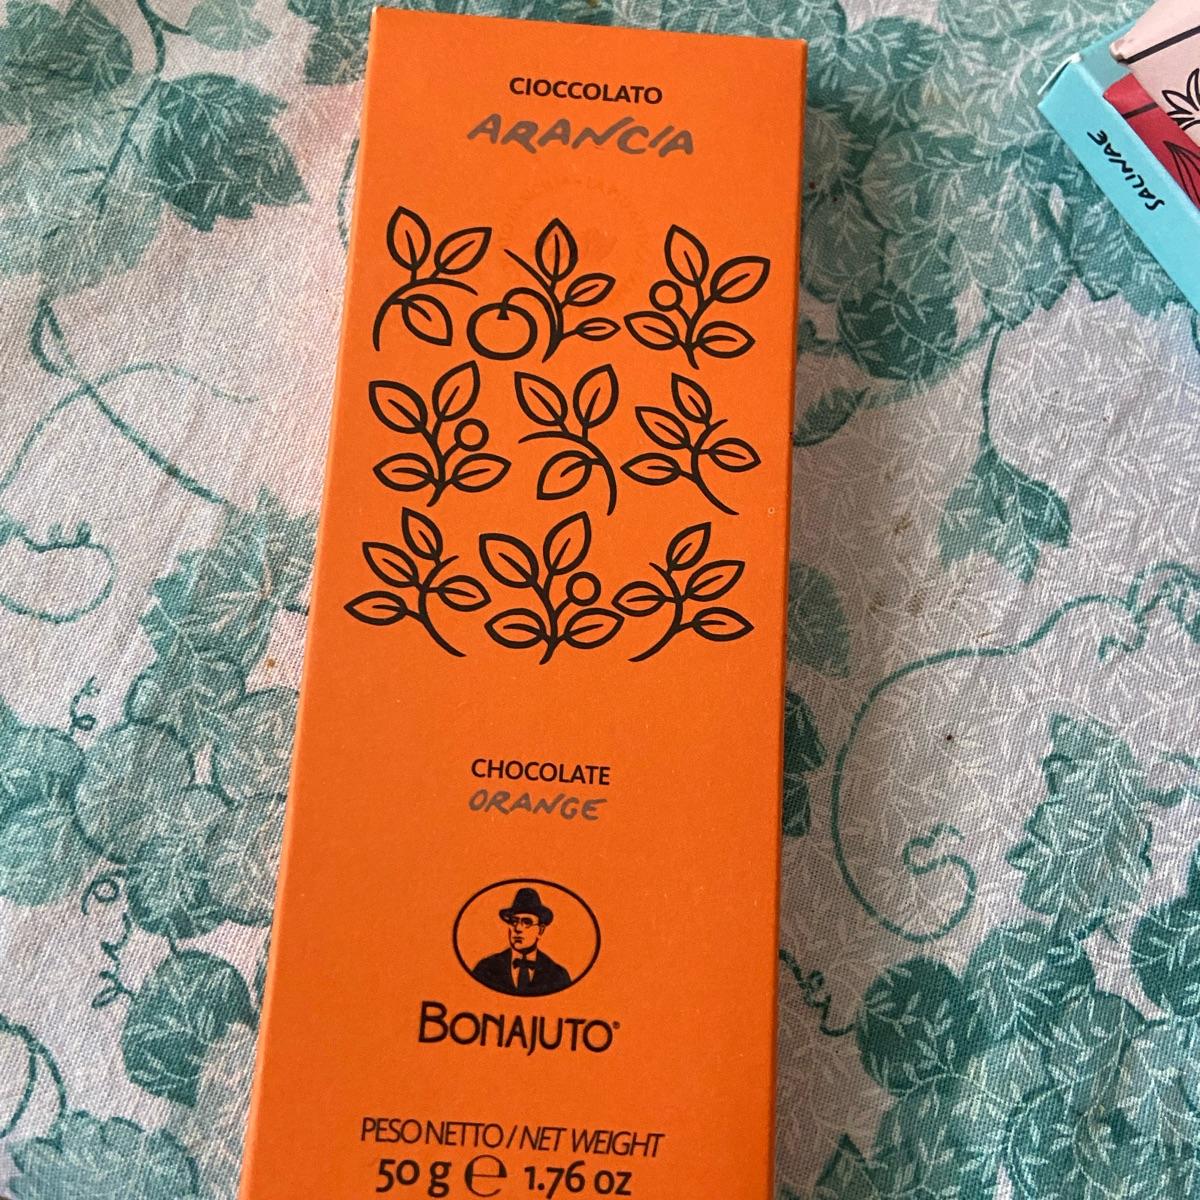 CIOCCOLATO
ARANCIA
CHOCOLATE
ORANGE
BONAJUTO®
PESO NETTO / NET WEIGHT
50 g ℮ 1.76 oz
SALINAE